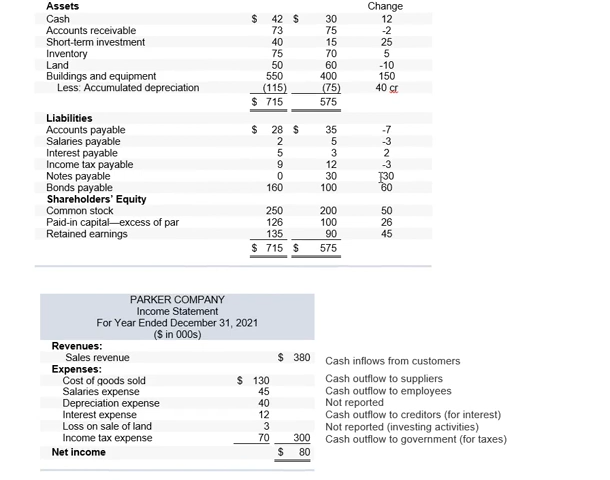 Assets Change
Cash $ 42 $ 30 12
Accounts receivable 73 75 -2
Short-term investment 40 15 25
Inventory 75 70 5
Land 50 60 -10
Buildings and equipment 550 400 150
Less: Accumulated depreciation (115) (75) 40 cr
$ 715 575
Liabilities
Accounts payable $ 28 $ 35 -7
Salaries payable 2 5 -3
Interest payable 5 3 2
Income tax payable 9 12 -3
Notes payable 0 30 -30
Bonds payable 160 100 60
Shareholders' Equity
Common stock 250 200 50
Paid-in capital—excess of par 126 100 26
Retained earnings 135 90 45
$ 715 $ 575
PARKER COMPANY
Income Statement
For Year Ended December 31, 2021
($ in 000s)
Revenues:
Sales revenue $ 380 Cash inflows from customers
Expenses:
Cost of goods sold $ 130 Cash outflow to suppliers
Salaries expense 45 Cash outflow to employees
Depreciation expense 40 Not reported
Interest expense 12 Cash outflow to creditors (for interest)
Loss on sale of land 3 Not reported (investing activities)
Income tax expense 70 300 Cash outflow to government (for taxes)
Net income $ 80